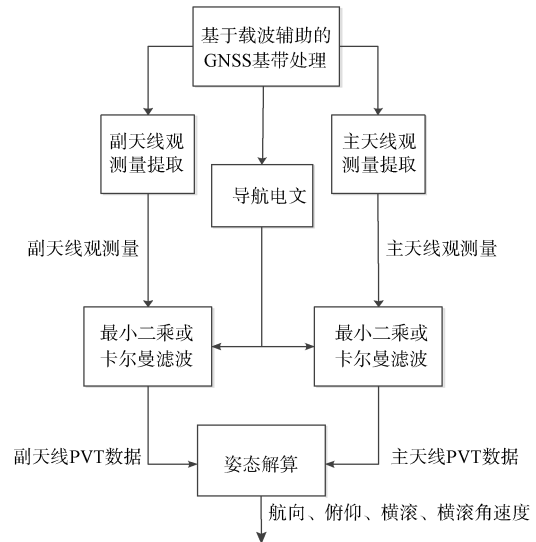 基于载波辅助的
GNSS基带处理
副天线观
测量提取
主天线观
测量提取
导航电文
副天线观测量
主天线观测量
最小二乘或
卡尔曼滤波
最小二乘或
卡尔曼滤波
副天线PVT数据
姿态解算
主天线PVT数据
航向、俯仰、横滚、横滚角速度